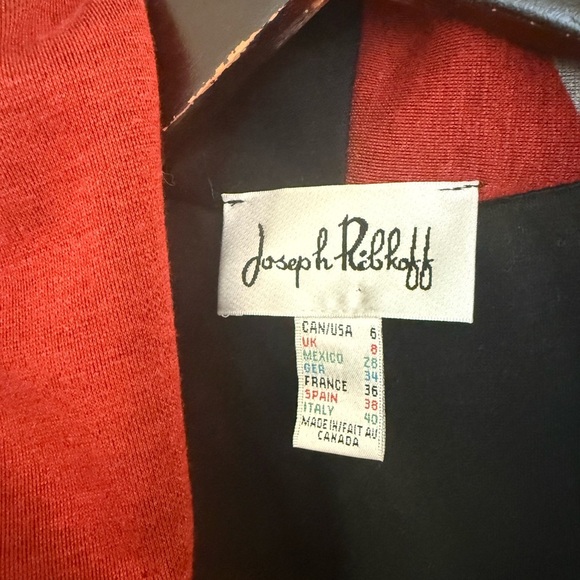 Joseph Ribkoff
CAN/USA 6
UK 8
MEXICO 28
GER 34
FRANCE 36
SPAIN 38
ITALY 40
MADE IN/FAIT AU
CANADA